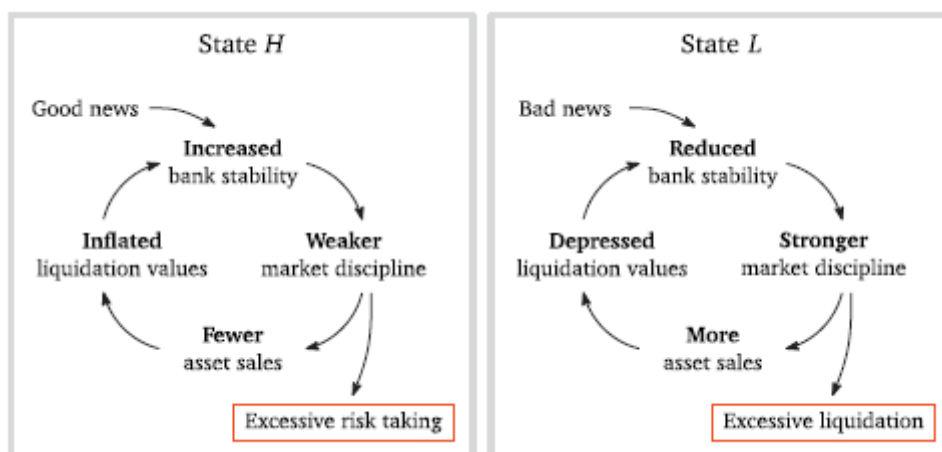 State H
Good news
Increased
bank stability
Inflated
liquidation values
Weaker
market discipline
Fewer
asset sales
Excessive risk taking
State L
Bad news
Reduced
bank stability
Depressed
liquidation values
Stronger
market discipline
More
asset sales
Excessive liquidation